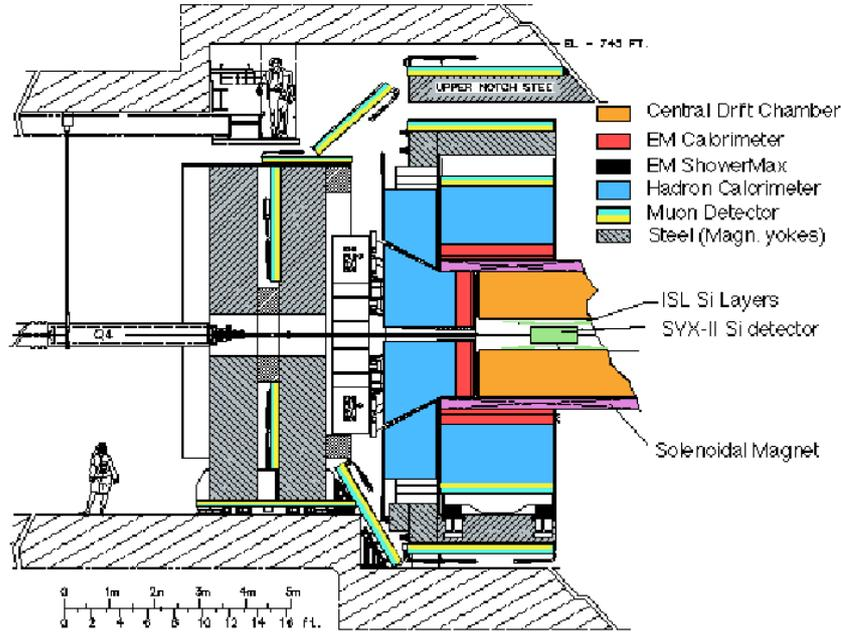 EL - 743 FT.
UPPER NOTCH STEE
Central Drift Chamber
EM Calorimeter
EM ShowerMax
Hadron Calorimeter
Muon Detector
Steel (Magn. yokes)
ISL Si Layers
SVX-II Si detector
Q4
Solenoidal Magnet
0 1m 2m 3m 4m 5m
0 2 4 6 8 10 12 14 16 ft.